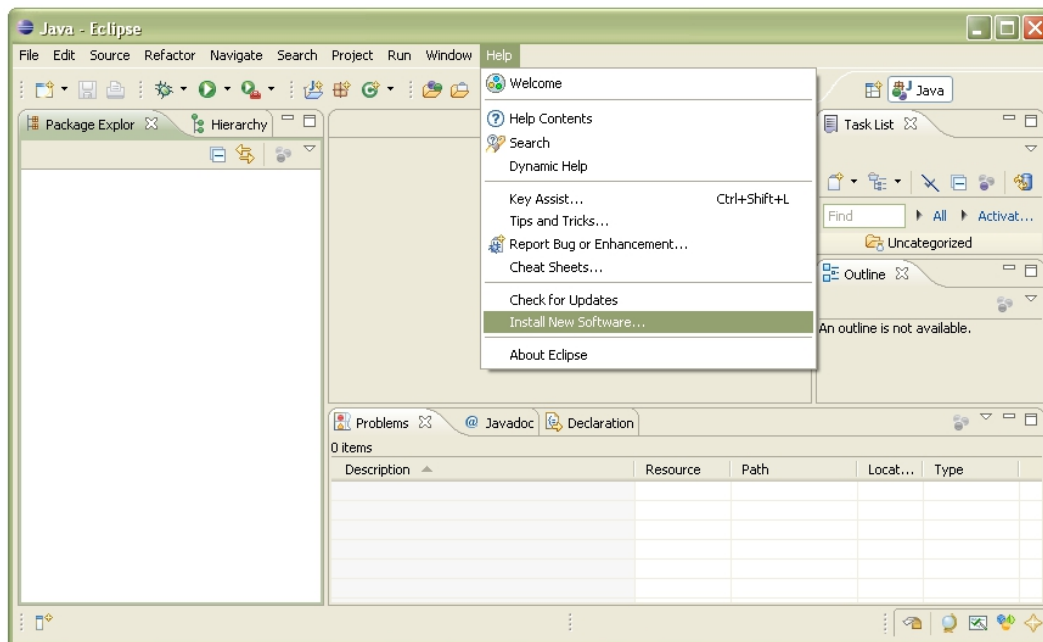 Java - Eclipse
File Edit Source Refactor Navigate Search Project Run Window Help
Java
Package Explor Hierarchy
Welcome
Help Contents
Search
Dynamic Help
Key Assist... Ctrl+Shift+L
Tips and Tricks...
Report Bug or Enhancement...
Cheat Sheets...
Check for Updates
Install New Software...
About Eclipse
Task List
Find All Activat...
Uncategorized
Outline
An outline is not available.
Problems @ Javadoc Declaration
0 items
Description Resource Path Locat... Type